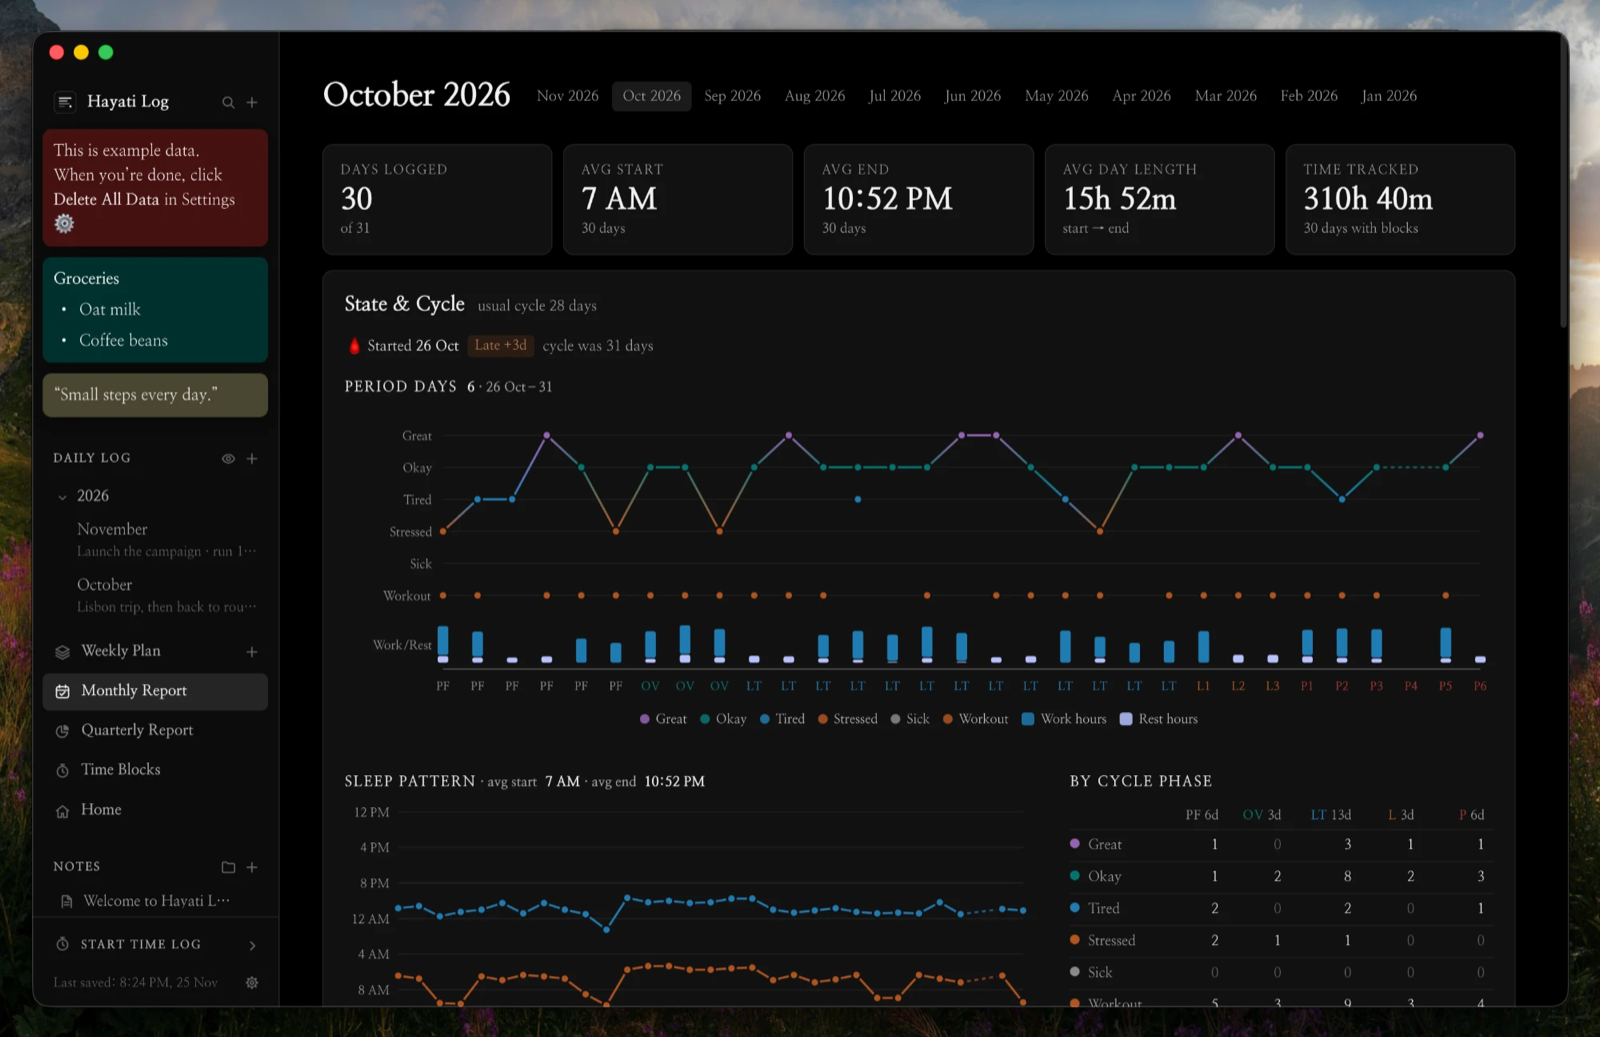 Hayati Log
This is example data.
When you're done, click
Delete All Data in Settings
Groceries
• Oat milk
• Coffee beans
“Small steps every day.”
DAILY LOG
2026
November
Launch the campaign · run 1···
October
Lisbon trip, then back to rou···
Weekly Plan
Monthly Report
Quarterly Report
Time Blocks
Home
NOTES
Welcome to Hayati L···
START TIME LOG
Last saved: 8:24 PM, 25 Nov
October 2026
Nov 2026 Oct 2026 Sep 2026 Aug 2026 Jul 2026 Jun 2026 May 2026 Apr 2026 Mar 2026 Feb 2026 Jan 2026
DAYS LOGGED
30
of 31
AVG START
7 AM
30 days
AVG END
10:52 PM
30 days
AVG DAY LENGTH
15h 52m
start → end
TIME TRACKED
310h 40m
30 days with blocks
State & Cycle usual cycle 28 days
Started 26 Oct Late +3d cycle was 31 days
PERIOD DAYS 6 · 26 Oct – 31
Great
Okay
Tired
Stressed
Sick
Workout
Work/Rest
PF PF PF PF PF PF OV OV OV LT LT LT LT LT LT LT LT LT LT LT LT LT L1 L2 L3 P1 P2 P3 P4 P5 P6
Great Okay Tired Stressed Sick Workout Work hours Rest hours
SLEEP PATTERN · avg start 7 AM · avg end 10:52 PM
12 PM
4 PM
8 PM
12 AM
4 AM
8 AM
BY CYCLE PHASE
PF 6d OV 3d LT 13d L 3d P 6d
Great 1 0 3 1 1
Okay 1 2 8 2 3
Tired 2 0 2 0 1
Stressed 2 1 1 0 0
Sick 0 0 0 0 0
Workout 5 3 9 3 4